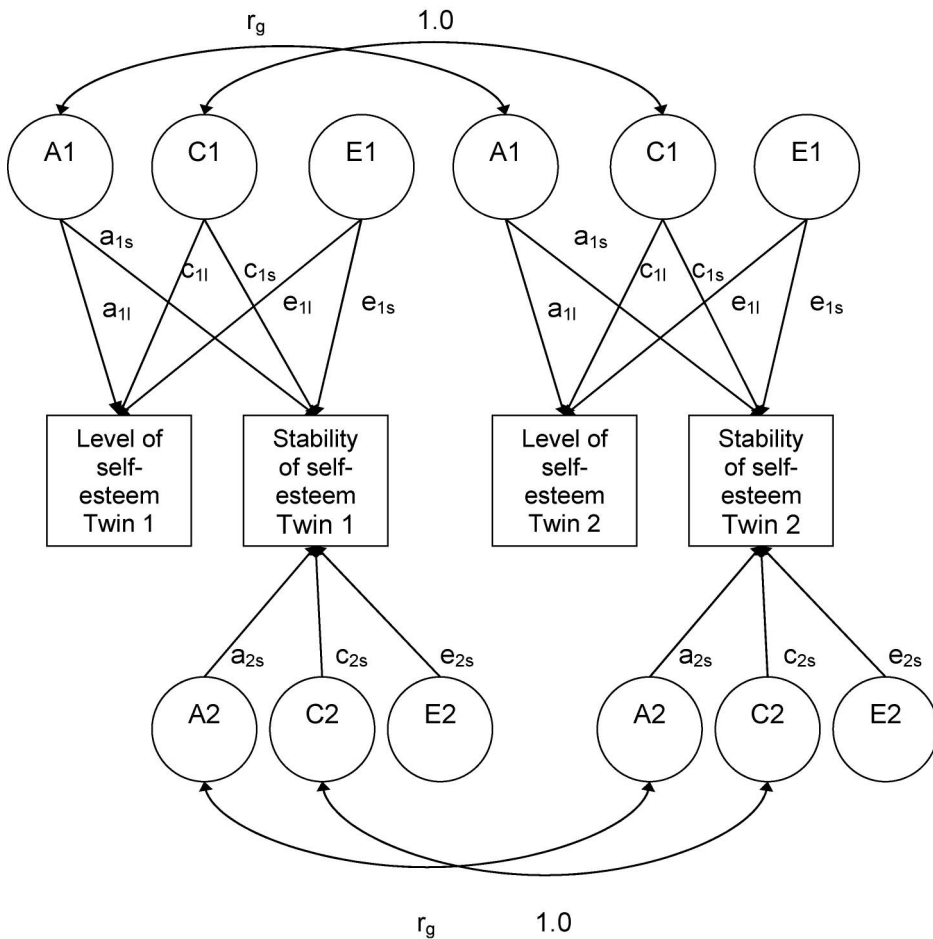 r_g 1.0
A1 C1 E1 A1 C1 E1
a_1s a_1s
c_1l c_1s c_1l c_1s
a_1l e_1l e_1s a_1l e_1l e_1s
Level of
self-
esteem
Twin 1
Stability
of self-
esteem
Twin 1
Level of
self-
esteem
Twin 2
Stability
of self-
esteem
Twin 2
a_2s c_2s e_2s a_2s c_2s e_2s
A2 C2 E2 A2 C2 E2
r_g 1.0